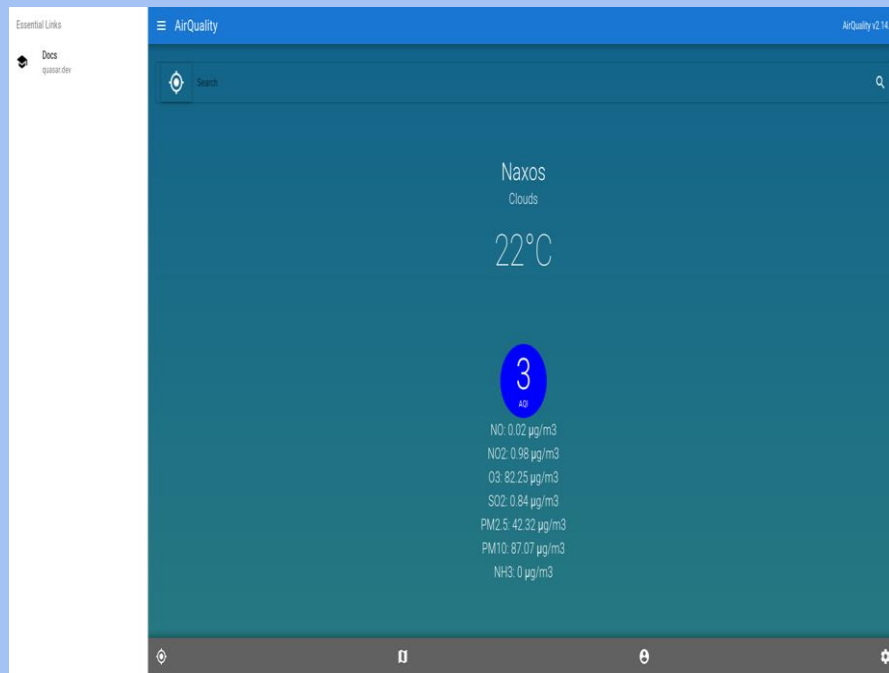 Essential Links
Docs
quasar.dev
AirQuality
AirQuality v2.14.
Search
Naxos
Clouds
22°C
3
AQI
NO: 0.02 μg/m3
NO2: 0.98 μg/m3
O3: 82.25 μg/m3
SO2: 0.84 μg/m3
PM2.5: 42.32 μg/m3
PM10: 87.07 μg/m3
NH3: 0 μg/m3